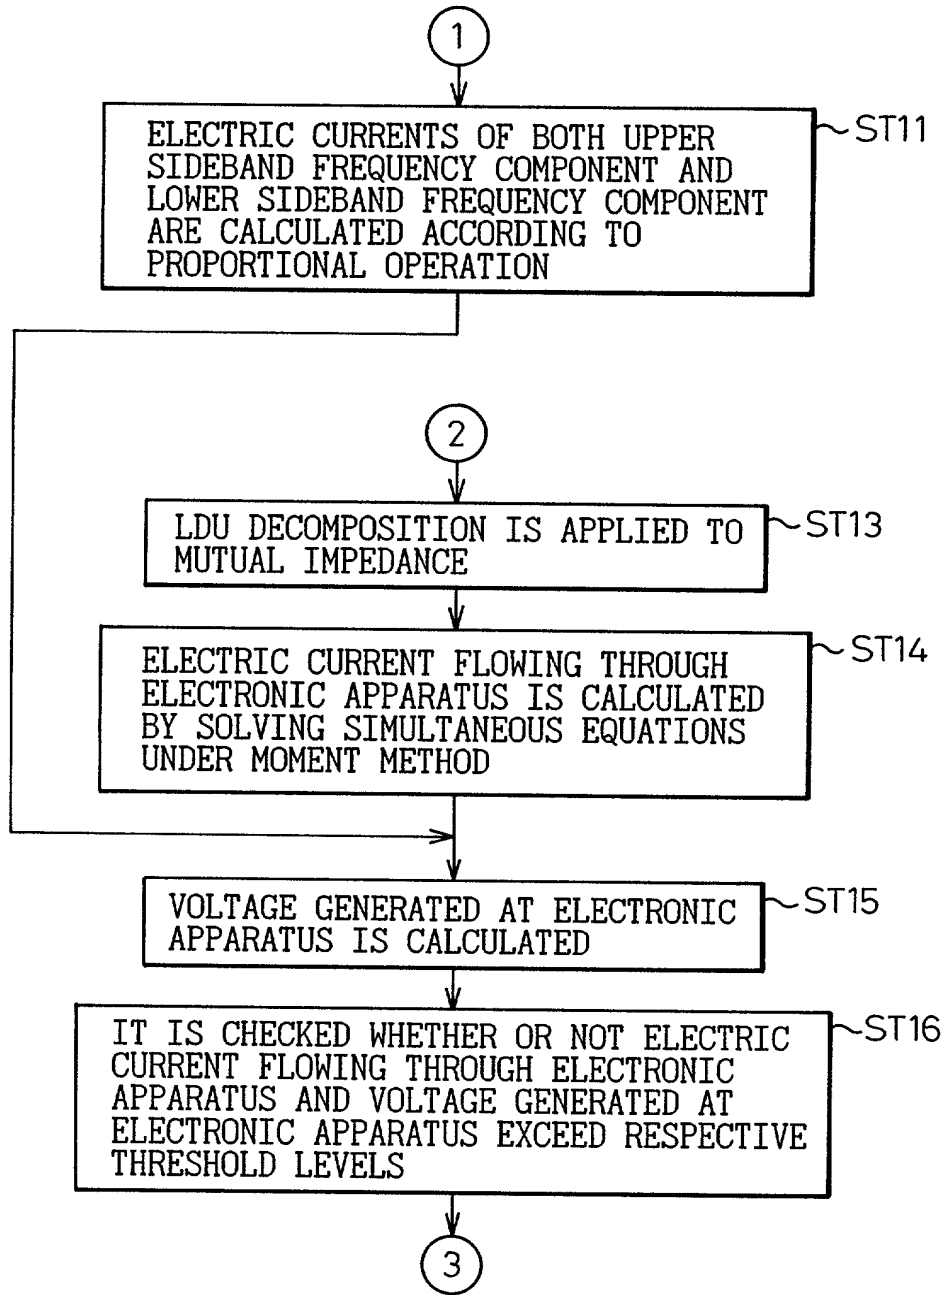 1
ST11
ELECTRIC CURRENTS OF BOTH UPPER
SIDEBAND FREQUENCY COMPONENT AND
LOWER SIDEBAND FREQUENCY COMPONENT
ARE CALCULATED ACCORDING TO
PROPORTIONAL OPERATION
2
ST13
LDU DECOMPOSITION IS APPLIED TO
MUTUAL IMPEDANCE
ST14
ELECTRIC CURRENT FLOWING THROUGH
ELECTRONIC APPARATUS IS CALCULATED
BY SOLVING SIMULTANEOUS EQUATIONS
UNDER MOMENT METHOD
ST15
VOLTAGE GENERATED AT ELECTRONIC
APPARATUS IS CALCULATED
ST16
IT IS CHECKED WHETHER OR NOT ELECTRIC
CURRENT FLOWING THROUGH ELECTRONIC
APPARATUS AND VOLTAGE GENERATED AT
ELECTRONIC APPARATUS EXCEED RESPECTIVE
THRESHOLD LEVELS
3